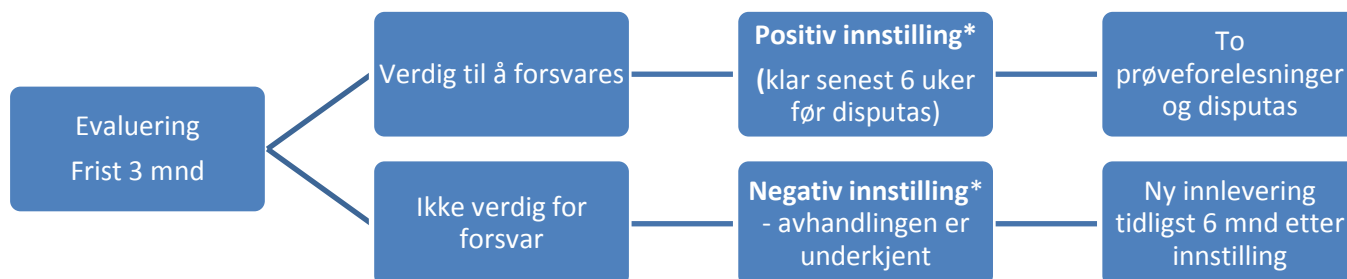 Evaluering
Frist 3 mnd
Verdig til å forsvares
Positiv innstilling*
(klar senest 6 uker
før disputas)
To
prøveforelesninger
og disputas
Ikke verdig for
forsvar
Negativ innstilling*
- avhandlingen er
underkjent
Ny innlevering
tidligst 6 mnd etter
innstilling